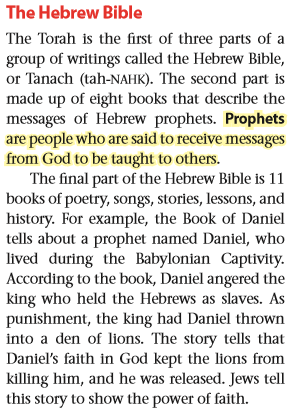 The Hebrew Bible
The Torah is the first of three parts of a
group of writings called the Hebrew Bible,
or Tanach (tah-NAHK). The second part is
made up of eight books that describe the
messages of Hebrew prophets. Prophets
are people who are said to receive messages
from God to be taught to others.
The final part of the Hebrew Bible is 11
books of poetry, songs, stories, lessons, and
history. For example, the Book of Daniel
tells about a prophet named Daniel, who
lived during the Babylonian Captivity.
According to the book, Daniel angered the
king who held the Hebrews as slaves. As
punishment, the king had Daniel thrown
into a den of lions. The story tells that
Daniel’s faith in God kept the lions from
killing him, and he was released. Jews tell
this story to show the power of faith.